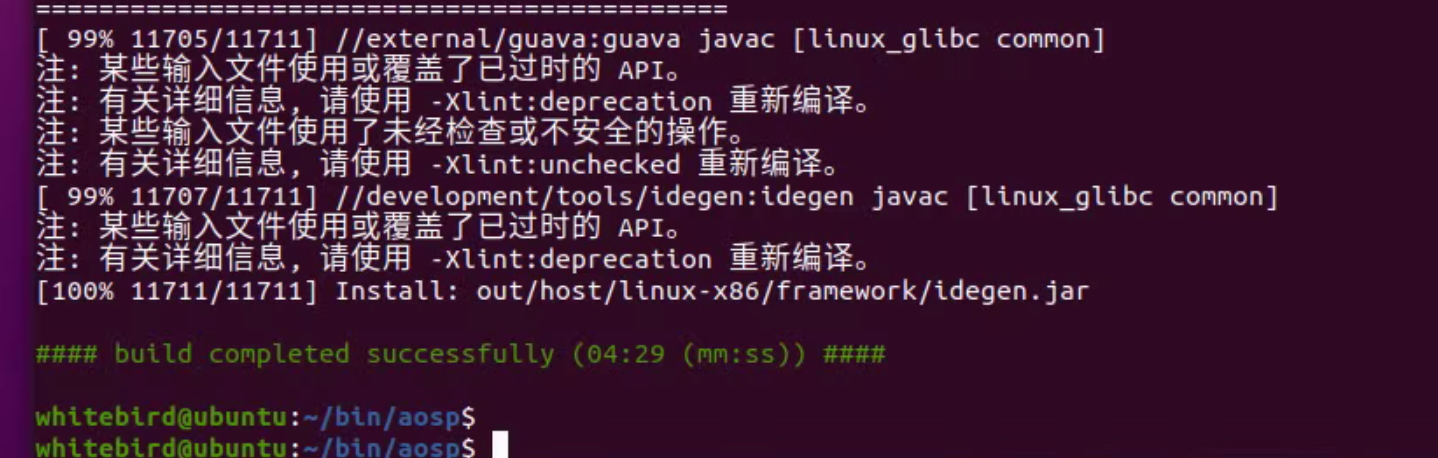 ============================================
[ 99% 11705/11711] //external/guava:guava javac [linux_glibc common]
注: 某些输入文件使用或覆盖了已过时的 API。
注: 有关详细信息, 请使用 -Xlint:deprecation 重新编译。
注: 某些输入文件使用了未经检查或不安全的操作。
注: 有关详细信息, 请使用 -Xlint:unchecked 重新编译。
[ 99% 11707/11711] //development/tools/idegen:idegen javac [linux_glibc common]
注: 某些输入文件使用或覆盖了已过时的 API。
注: 有关详细信息, 请使用 -Xlint:deprecation 重新编译。
[100% 11711/11711] Install: out/host/linux-x86/framework/idegen.jar
#### build completed successfully (04:29 (mm:ss)) ####
whitebird@ubuntu:~/bin/aosp$
whitebird@ubuntu:~/bin/aosp$